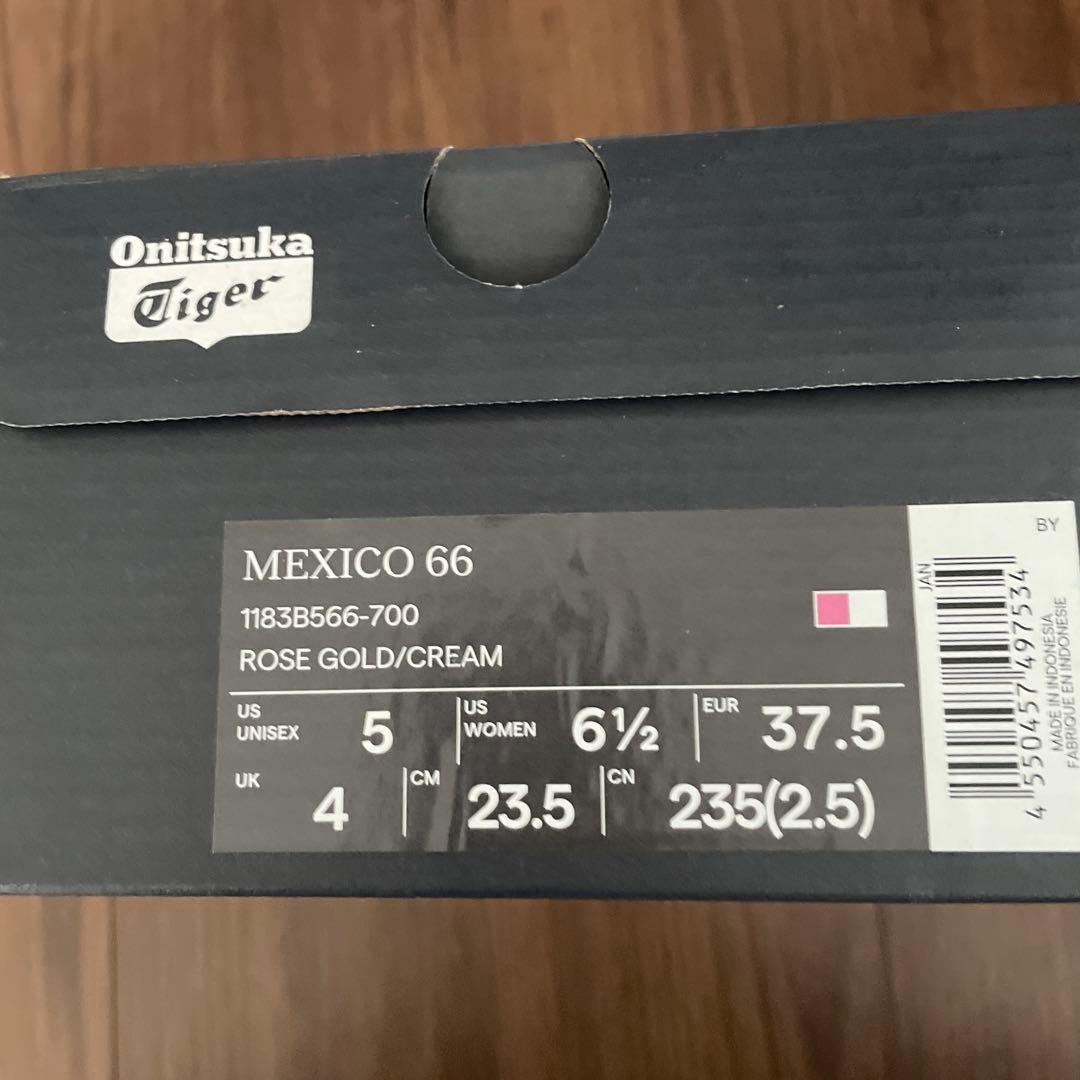 Onitsuka
Tiger
MEXICO 66
1183B566-700
ROSE GOLD/CREAM
US UNISEX 5
US WOMEN 6½
EUR 37.5
UK 4
CM 23.5
CN 235(2.5)
BY
JAN
4 550457 497534
MADE IN INDONESIA
FABRIQUE EN INDONESIE